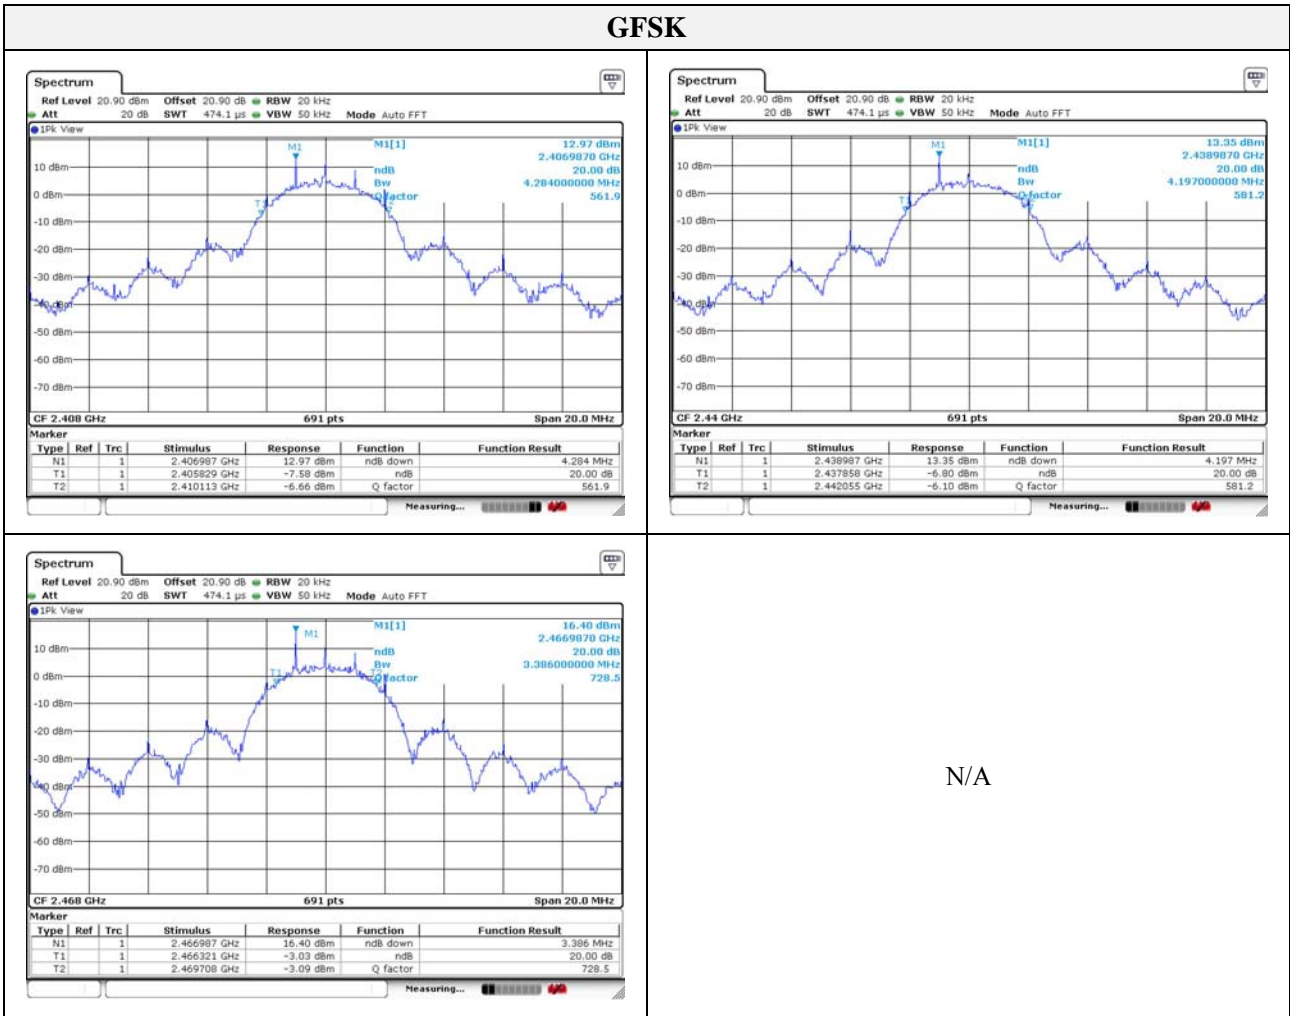 GFSK
Spectrum
Ref Level 20.90 dBm Offset 20.90 dB RBW 20 kHz
Att 20 dB SWT 474.1 µs VBW 50 kHz Mode Auto FFT
1Pk View
M1[1] 12.97 dBm
2.4069870 GHz
ndB 20.00 dB
Bw 4.284000000 MHz
Q factor 561.9
M1
T1
10 dBm
0 dBm
-10 dBm
-20 dBm
-30 dBm
-40 dBm
-50 dBm
-60 dBm
-70 dBm
CF 2.408 GHz 691 pts Span 20.0 MHz
Marker
Type Ref Trc Stimulus Response Function Function Result
N1 1 2.406987 GHz 12.97 dBm ndB down 4.284 MHz
T1 1 2.405829 GHz -7.58 dBm ndB 20.00 dB
T2 1 2.410113 GHz -6.66 dBm Q factor 561.9
Measuring...
Spectrum
Ref Level 20.90 dBm Offset 20.90 dB RBW 20 kHz
Att 20 dB SWT 474.1 µs VBW 50 kHz Mode Auto FFT
1Pk View
M1[1] 13.35 dBm
2.4389870 GHz
ndB 20.00 dB
Bw 4.197000000 MHz
Q factor 581.2
M1
10 dBm
0 dBm
-10 dBm
-20 dBm
-30 dBm
-40 dBm
-50 dBm
-60 dBm
-70 dBm
CF 2.44 GHz 691 pts Span 20.0 MHz
Marker
Type Ref Trc Stimulus Response Function Function Result
N1 1 2.438987 GHz 13.35 dBm ndB down 4.197 MHz
T1 1 2.437858 GHz -6.80 dBm ndB 20.00 dB
T2 1 2.442055 GHz -6.10 dBm Q factor 581.2
Measuring...
Spectrum
Ref Level 20.90 dBm Offset 20.90 dB RBW 20 kHz
Att 20 dB SWT 474.1 µs VBW 50 kHz Mode Auto FFT
1Pk View
M1[1] 16.40 dBm
2.4669870 GHz
ndB 20.00 dB
Bw 3.386000000 MHz
Q factor 728.5
M1
T1
T2
10 dBm
0 dBm
-10 dBm
-20 dBm
-30 dBm
-40 dBm
-50 dBm
-60 dBm
-70 dBm
CF 2.468 GHz 691 pts Span 20.0 MHz
Marker
Type Ref Trc Stimulus Response Function Function Result
N1 1 2.466987 GHz 16.40 dBm ndB down 3.386 MHz
T1 1 2.466321 GHz -3.03 dBm ndB 20.00 dB
T2 1 2.469708 GHz -3.09 dBm Q factor 728.5
Measuring...
N/A